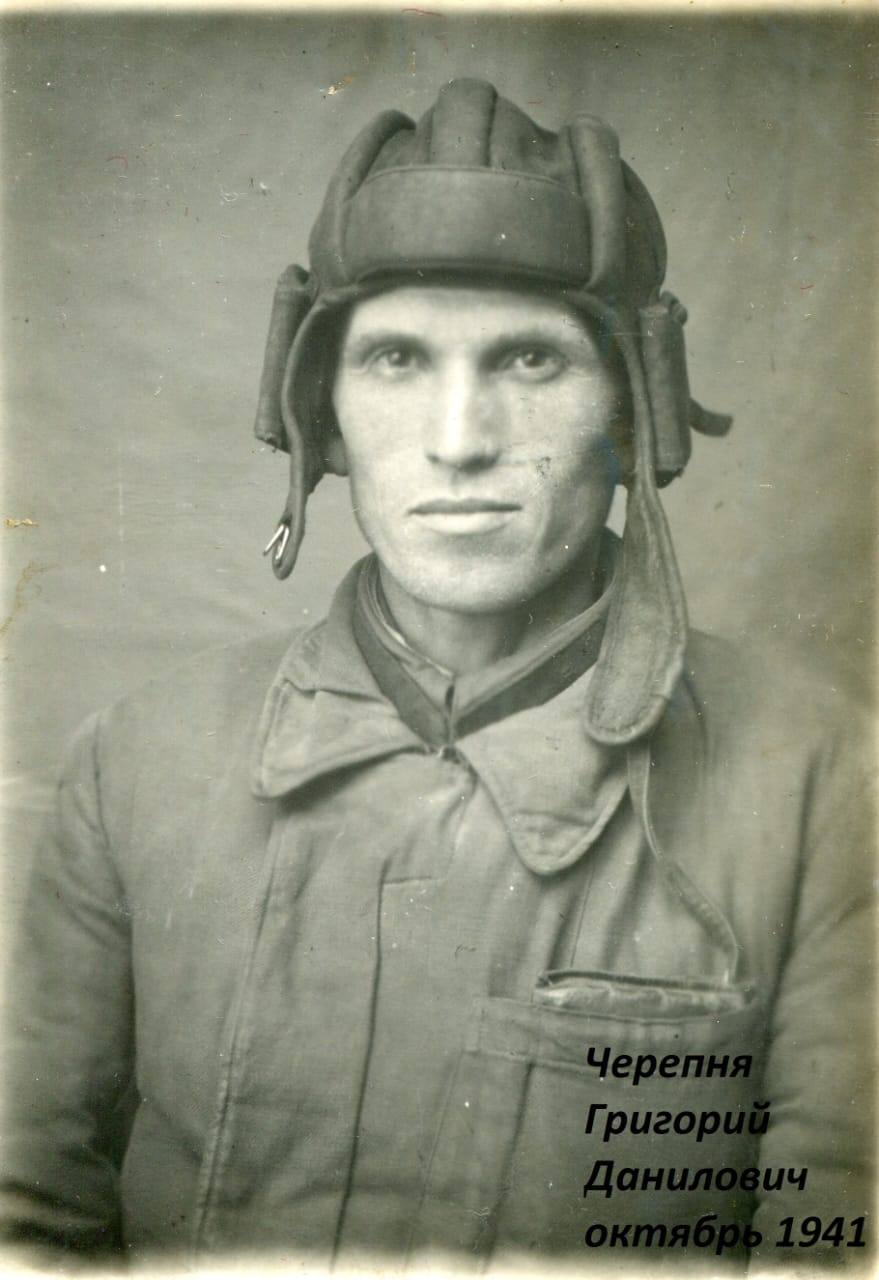 Черепня
Григорий
Данилович
октябрь 1941